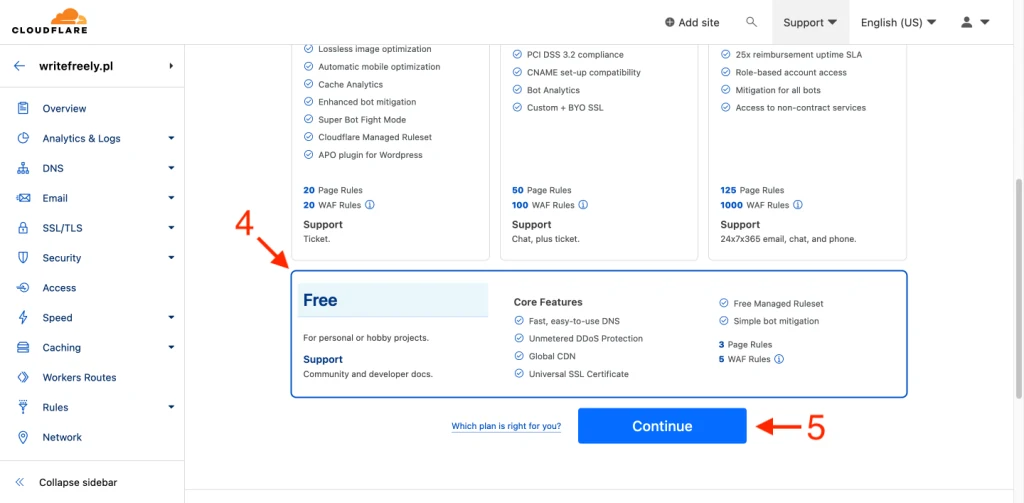 CLOUDFLARE
Add site
Support
English (US)
writefreely.pl
Overview
Analytics & Logs
DNS
Email
SSL/TLS
Security
Access
Speed
Caching
Workers Routes
Rules
Network
Collapse sidebar
Lossless image optimization
Automatic mobile optimization
Cache Analytics
Enhanced bot mitigation
Super Bot Fight Mode
Cloudflare Managed Ruleset
APO plugin for Wordpress
20 Page Rules
20 WAF Rules
Support
Ticket.
PCI DSS 3.2 compliance
CNAME set-up compatibility
Bot Analytics
Custom + BYO SSL
50 Page Rules
100 WAF Rules
Support
Chat, plus ticket.
25x reimbursement uptime SLA
Role-based account access
Mitigation for all bots
Access to non-contract services
125 Page Rules
1000 WAF Rules
Support
24x7x365 email, chat, and phone.
4
Free
For personal or hobby projects.
Support
Community and developer docs.
Core Features
Fast, easy-to-use DNS
Unmetered DDoS Protection
Global CDN
Universal SSL Certificate
Free Managed Ruleset
Simple bot mitigation
3 Page Rules
5 WAF Rules
Which plan is right for you?
Continue
5